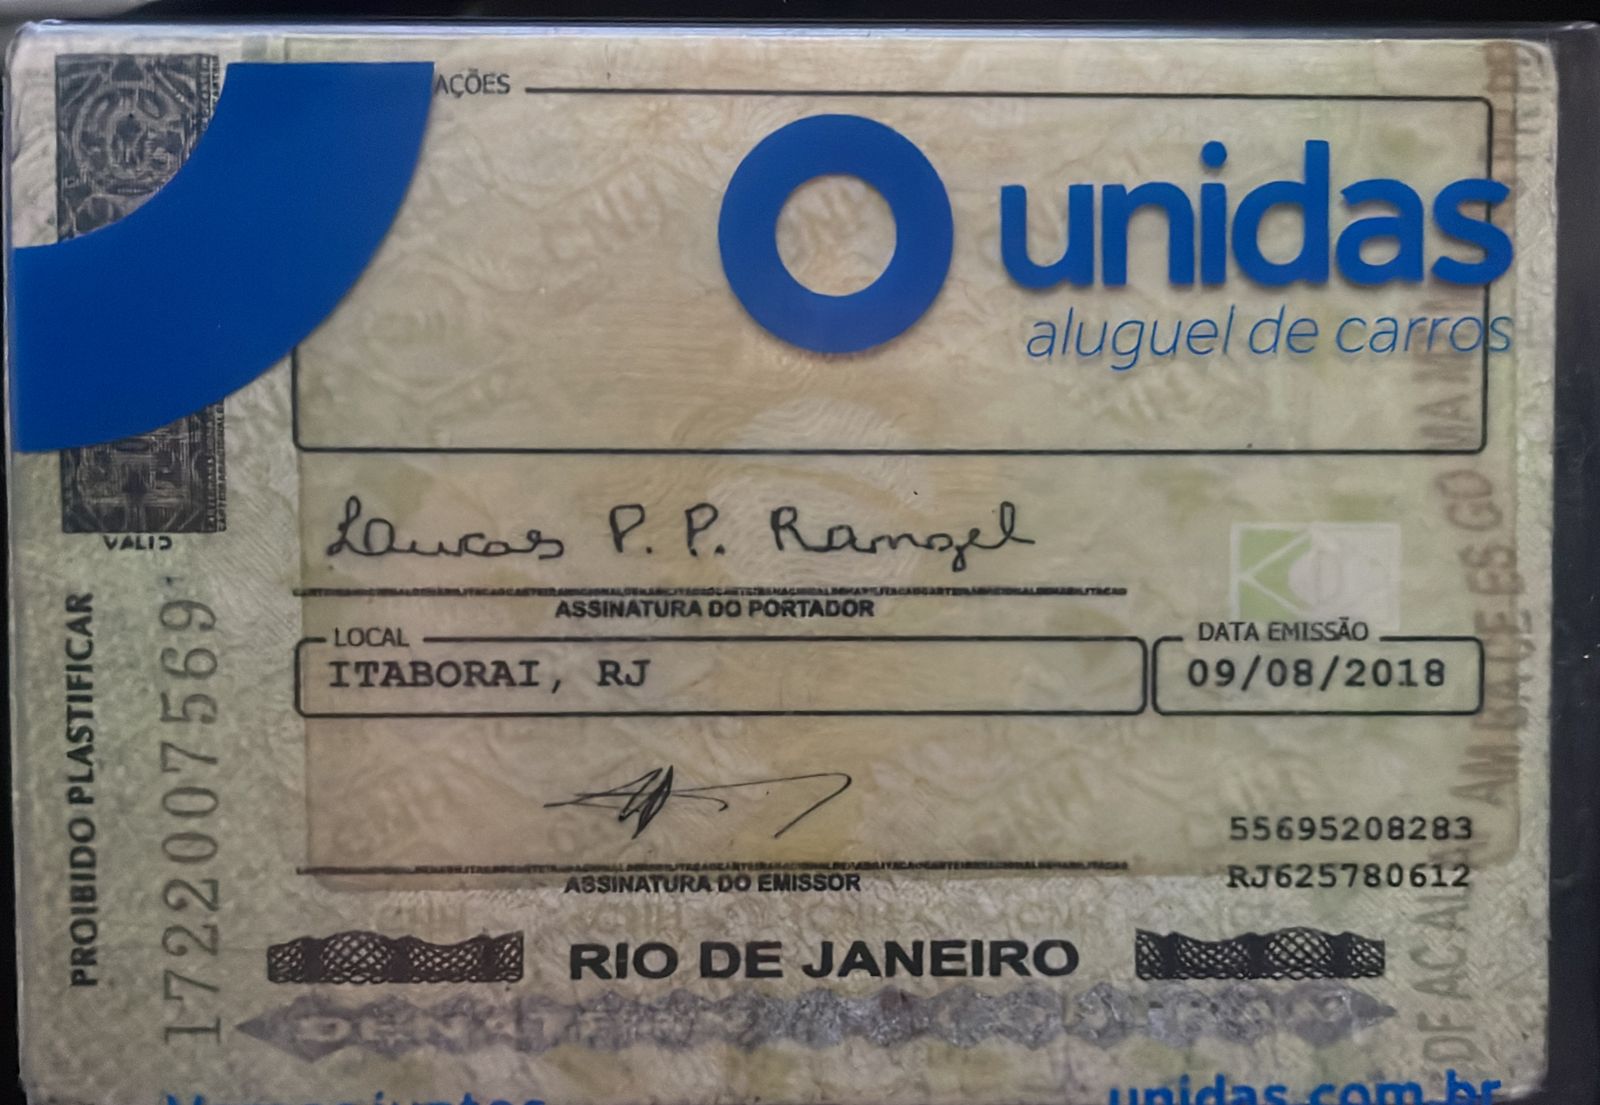 AÇÕES
unidas
aluguel de carros
VALID
Laucas P. P. Rangel
ASSINATURA DO PORTADOR
LOCAL
DATA EMISSÃO
ITABORAI, RJ
09/08/2018
PROIBIDO PLASTIFICAR
1722007569
55695208283
RJ625780612
ASSINATURA DO EMISSOR
RIO DE JANEIRO
unidas.com.br